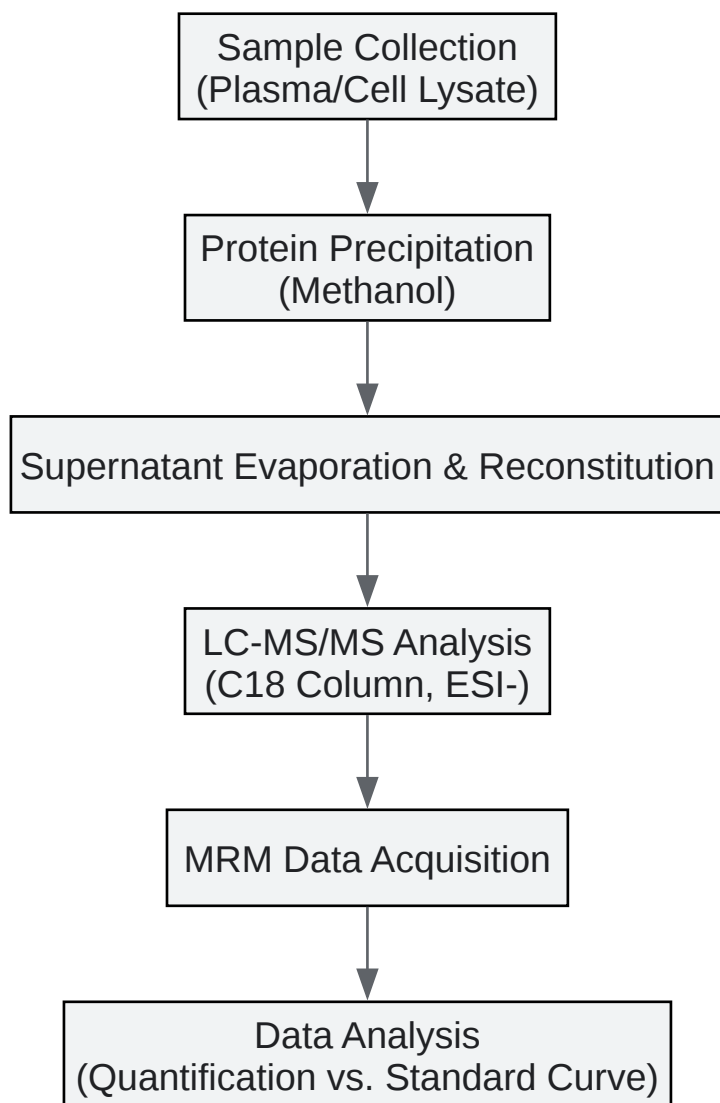 Sample Collection
(Plasma/Cell Lysate)
Protein Precipitation
(Methanol)
Supernatant Evaporation & Reconstitution
LC-MS/MS Analysis
(C18 Column, ESI-)
MRM Data Acquisition
Data Analysis
(Quantification vs. Standard Curve)